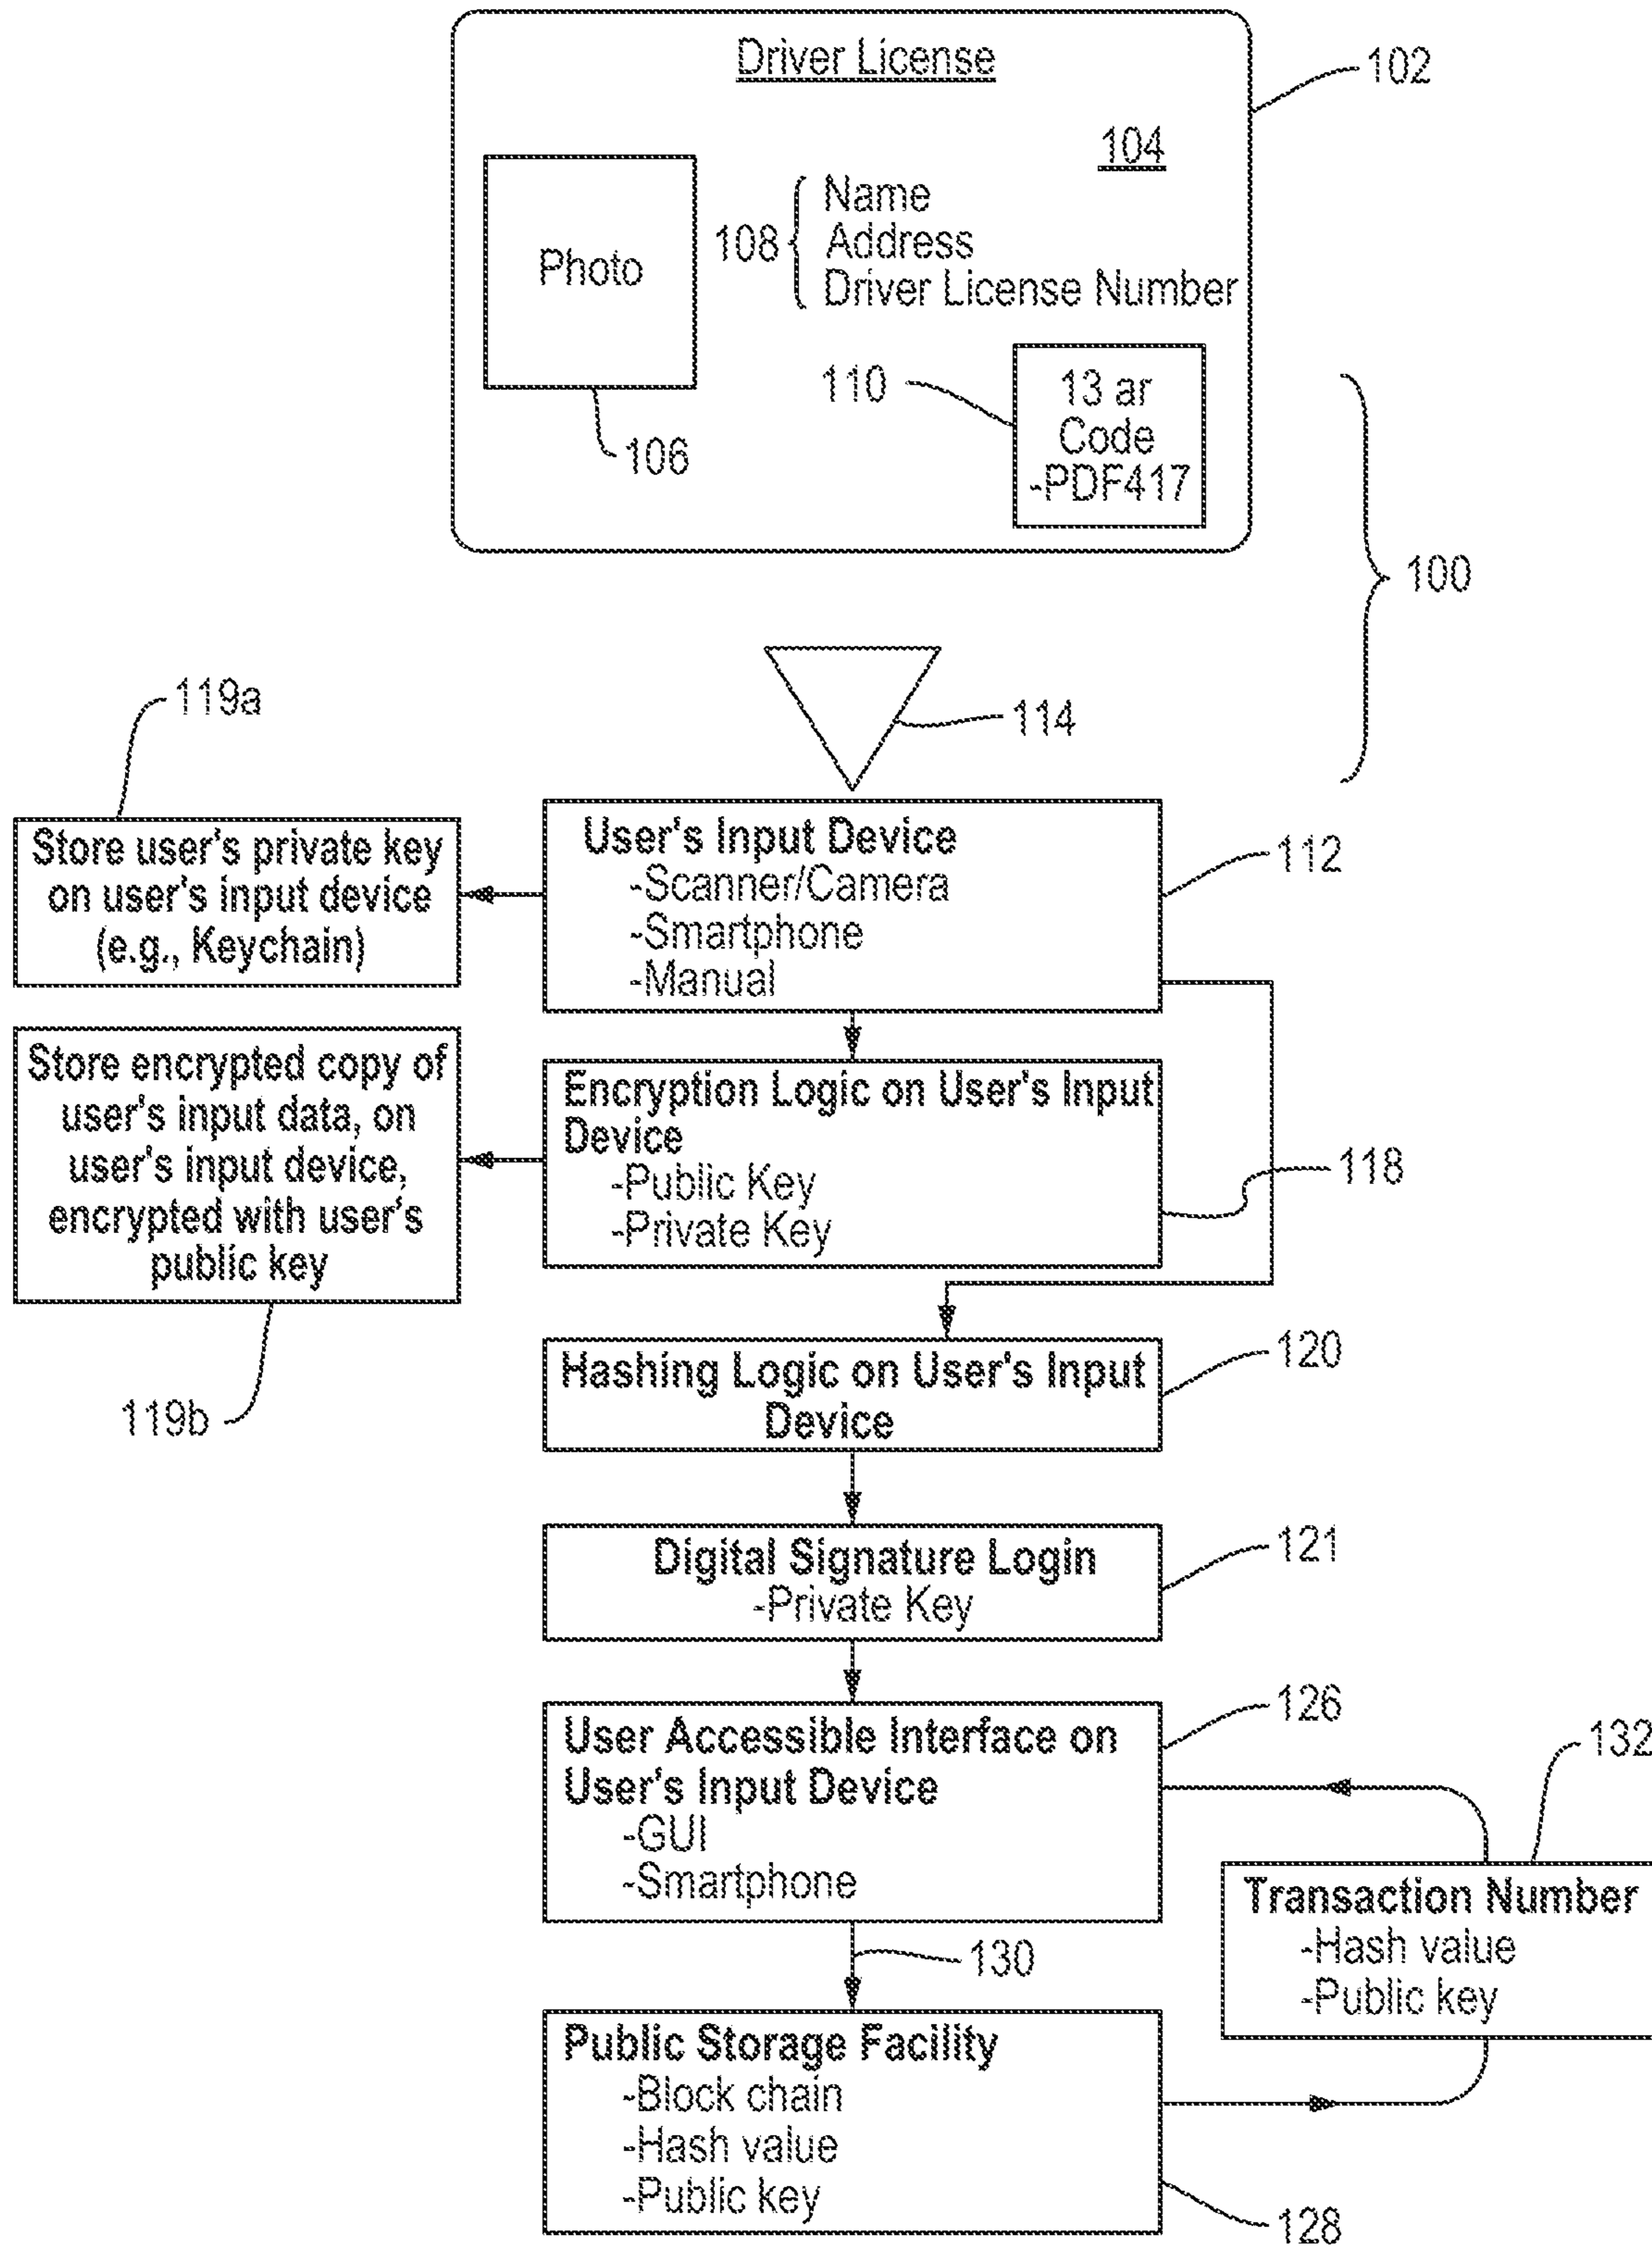 Driver License
102
104
Photo
108
Name
Address
Driver License Number
110
13 ar
Code
-PDF417
106
100
114
119a
Store user's private key
on user's input device
(e.g., Keychain)
User's Input Device
-Scanner/Camera
-Smartphone
-Manual
112
Store encrypted copy of
user's input data, on
user's input device,
encrypted with user's
public key
119b
Encryption Logic on User's Input
Device
-Public Key
-Private Key
118
Hashing Logic on User's Input
Device
120
Digital Signature Login
-Private Key
121
User Accessible Interface on
User's Input Device
-GUI
-Smartphone
126
132
Transaction Number
-Hash value
-Public key
130
Public Storage Facility
-Block chain
-Hash value
-Public key
128